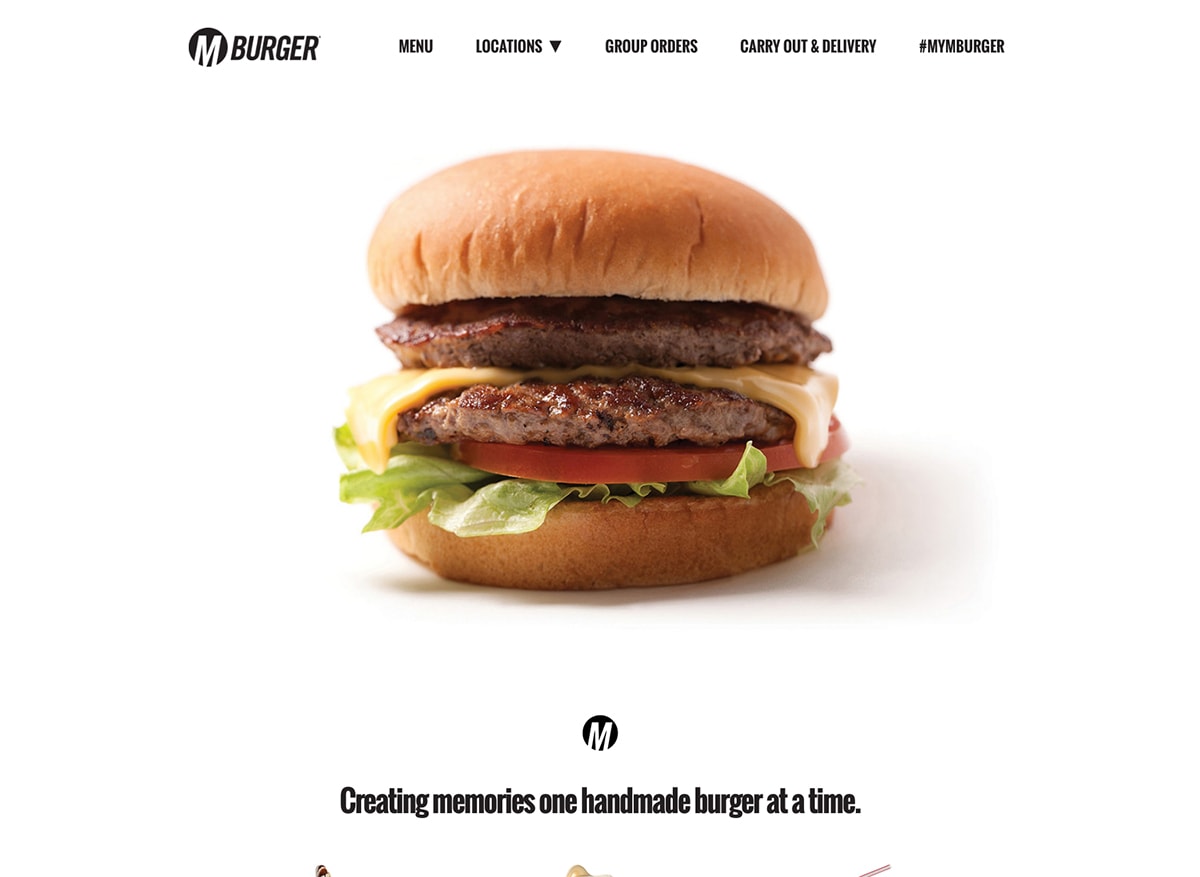 M BURGER
MENU
LOCATIONS ▼
GROUP ORDERS
CARRY OUT & DELIVERY
#MYMBURGER
M
Creating memories one handmade burger at a time.